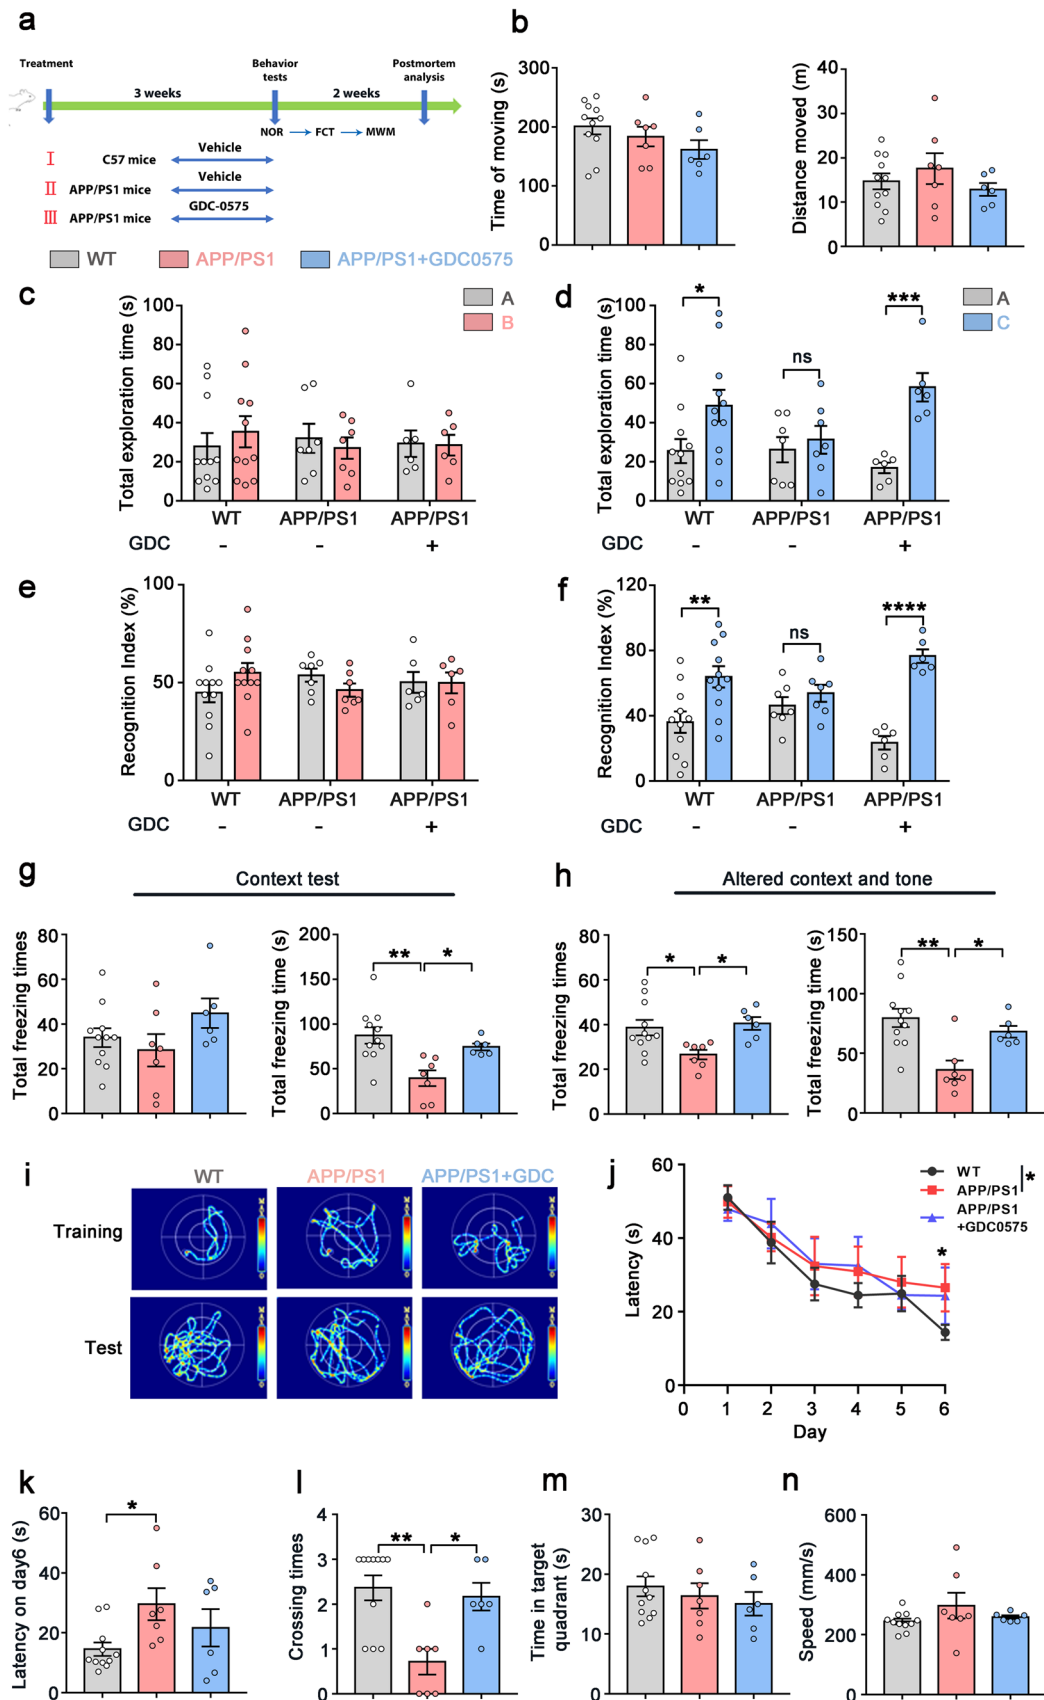 a
Treatment
Behavior
tests
Postmortem
analysis
3 weeks
2 weeks
NOR
FCT
MWM
I
C57 mice
Vehicle
II
APP/PS1 mice
Vehicle
III
APP/PS1 mice
GDC-0575
WT
APP/PS1
APP/PS1+GDC0575
b
Time of moving (s)
300
200
100
0
Distance moved (m)
40
30
20
10
0
c
Total exploration time (s)
100
80
60
40
20
0
A
B
WT
APP/PS1
APP/PS1
GDC
-
-
+
d
Total exploration time (s)
100
80
60
40
20
0
*
ns
***
A
C
WT
APP/PS1
APP/PS1
GDC
-
-
+
e
Recognition Index (%)
100
50
0
WT
APP/PS1
APP/PS1
GDC
-
-
+
f
Recognition Index (%)
120
80
40
0
**
ns
****
WT
APP/PS1
APP/PS1
GDC
-
-
+
g
Context test
Total freezing times
80
60
40
20
0
Total freezing time (s)
200
150
100
50
0
**
*
h
Altered context and tone
Total freezing times
80
60
40
20
0
*
*
Total freezing time (s)
150
100
50
0
**
*
i
WT
APP/PS1
APP/PS1+GDC
Training
Test
j
Latency (s)
60
40
20
0
0
1
2
3
4
5
6
Day
WT
APP/PS1
APP/PS1
+GDC0575
*
*
k
Latency on day6 (s)
60
40
20
0
*
l
Crossing times
4
3
2
1
0
**
*
m
Time in target
quadrant (s)
30
20
10
0
n
Speed (mm/s)
600
400
200
0